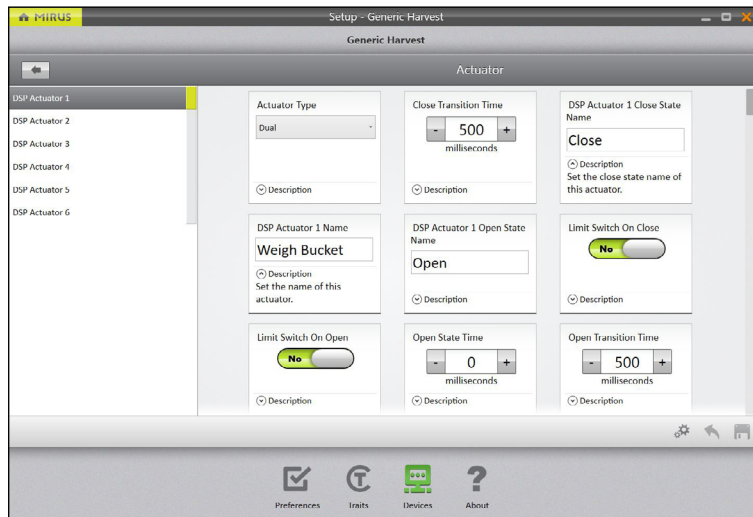 MIRUS
Setup - Generic Harvest
Generic Harvest
Actuator
DSP Actuator 1
DSP Actuator 2
DSP Actuator 3
DSP Actuator 4
DSP Actuator 5
DSP Actuator 6
Actuator Type
Dual
Description
Close Transition Time
- 500 +
milliseconds
Description
DSP Actuator 1 Close State
Name
Close
Description
Set the close state name of
this actuator.
DSP Actuator 1 Name
Weigh Bucket
Description
Set the name of this
actuator.
DSP Actuator 1 Open State
Name
Open
Description
Limit Switch On Close
No
Description
Limit Switch On Open
No
Description
Open State Time
- 0 +
milliseconds
Description
Open Transition Time
- 500 +
milliseconds
Description
Preferences
Traits
Devices
About